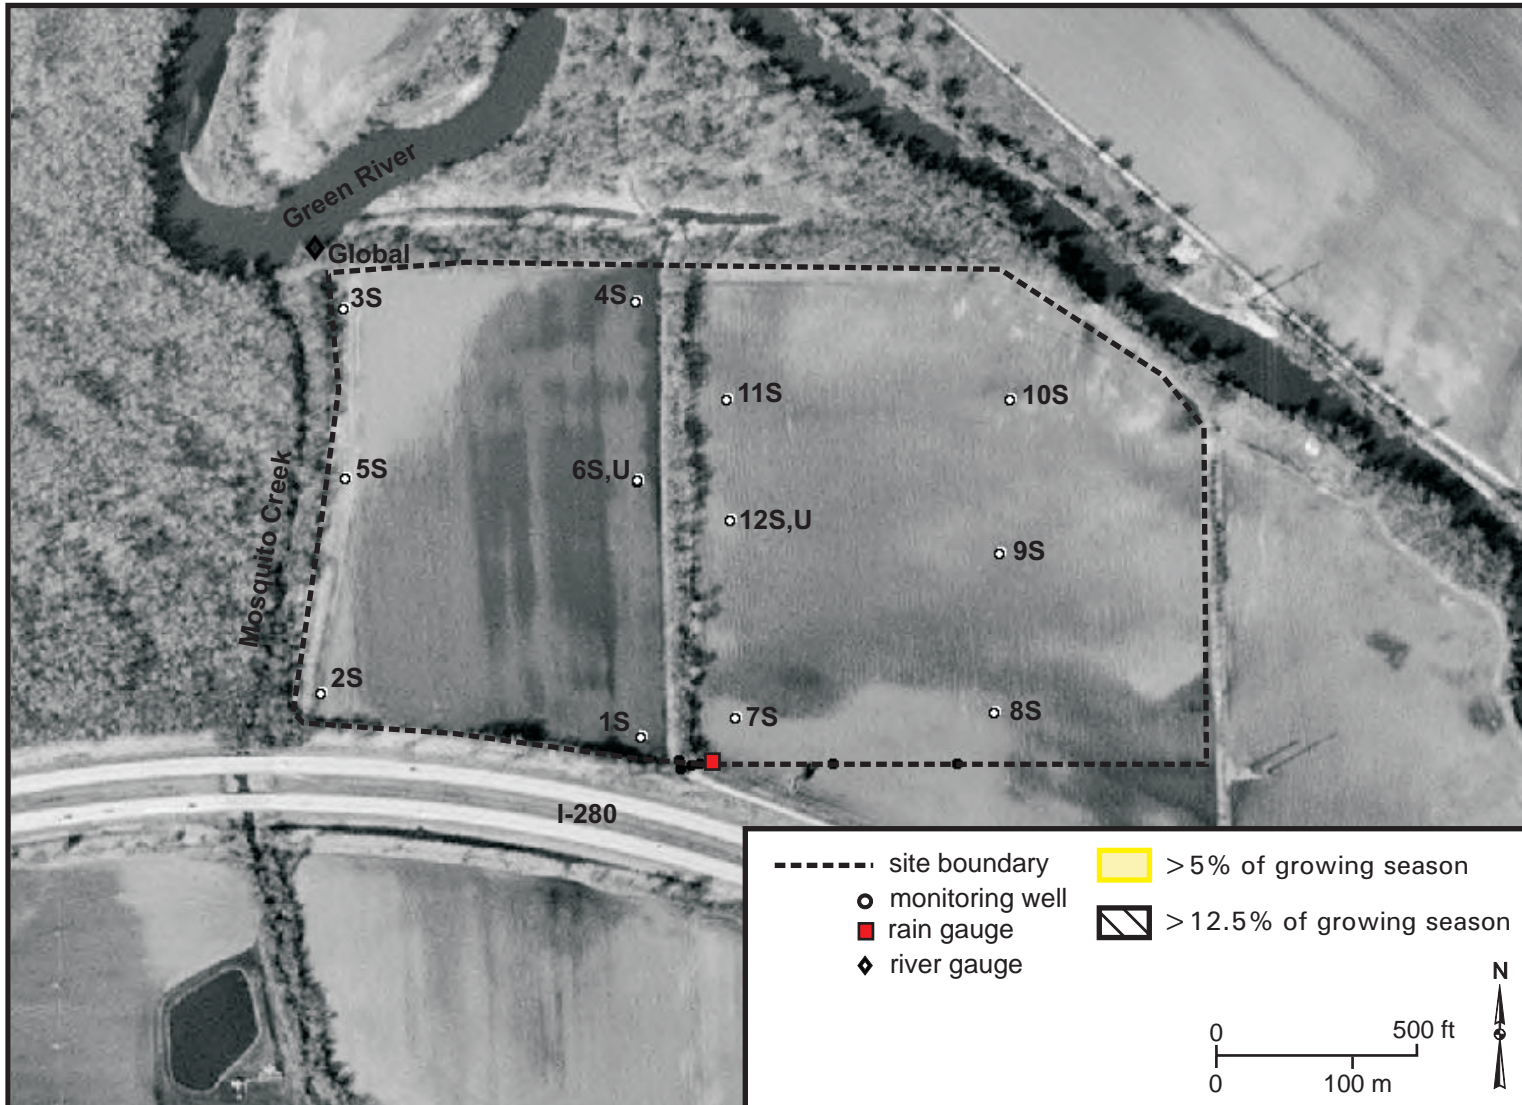 Green River
Global
3S
4S
11S
10S
5S
6S,U
12S,U
9S
Mosquito Creek
2S
1S
7S
8S
I-280
site boundary
monitoring well
rain gauge
river gauge
>5% of growing season
>12.5% of growing season
N
0 500 ft
0 100 m